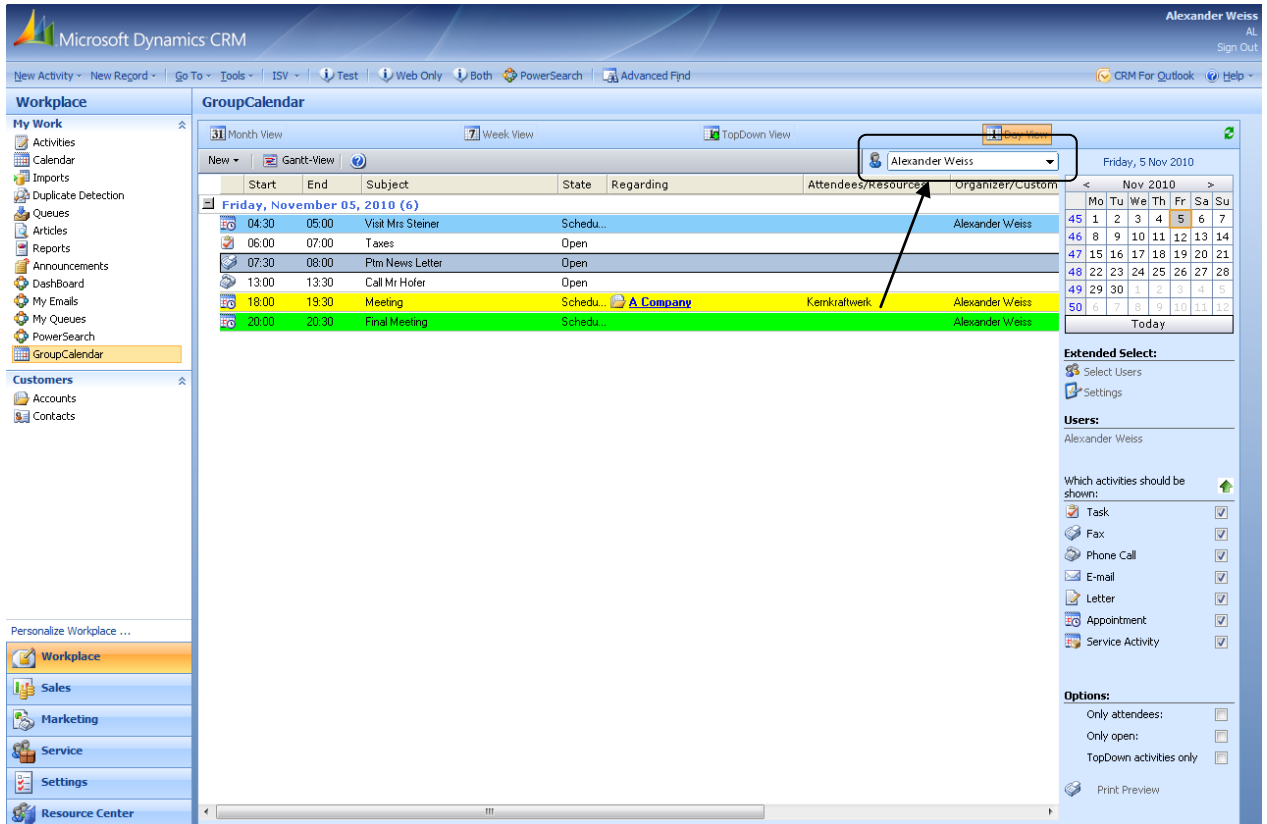 Alexander Weiss
AL
Sign Out
Microsoft Dynamics CRM
New Activity New Record Go To Tools ISV Test Web Only Both PowerSearch Advanced Find CRM For Outlook Help
Workplace
My Work
Activities
Calendar
Imports
Duplicate Detection
Queues
Articles
Reports
Announcements
DashBoard
My Emails
My Queues
PowerSearch
GroupCalendar
Customers
Accounts
Contacts
Personalize Workplace ...
Workplace
Sales
Marketing
Service
Settings
Resource Center
GroupCalendar
31 Month View 7 Week View TopDown View 1 Day View
New Gantt-View Alexander Weiss
Start End Subject State Regarding Attendees/Resources Organizer/Custom
Friday, November 05, 2010 (6)
04:30 05:00 Visit Mrs Steiner Schedu... Alexander Weiss
06:00 07:00 Taxes Open
07:30 08:00 Ptm News Letter Open
13:00 13:30 Call Mr Hofer Open
18:00 19:30 Meeting Schedu... A Company Kernkraftwerk Alexander Weiss
20:00 20:30 Final Meeting Schedu... Alexander Weiss
Friday, 5 Nov 2010
< Nov 2010 >
Mo Tu We Th Fr Sa Su
45 1 2 3 4 5 6 7
46 8 9 10 11 12 13 14
47 15 16 17 18 19 20 21
48 22 23 24 25 26 27 28
49 29 30 1 2 3 4 5
50 6 7 8 9 10 11 12
Today
Extended Select:
Select Users
Settings
Users:
Alexander Weiss
Which activities should be
shown:
Task
Fax
Phone Call
E-mail
Letter
Appointment
Service Activity
Options:
Only attendees:
Only open:
TopDown activities only
Print Preview